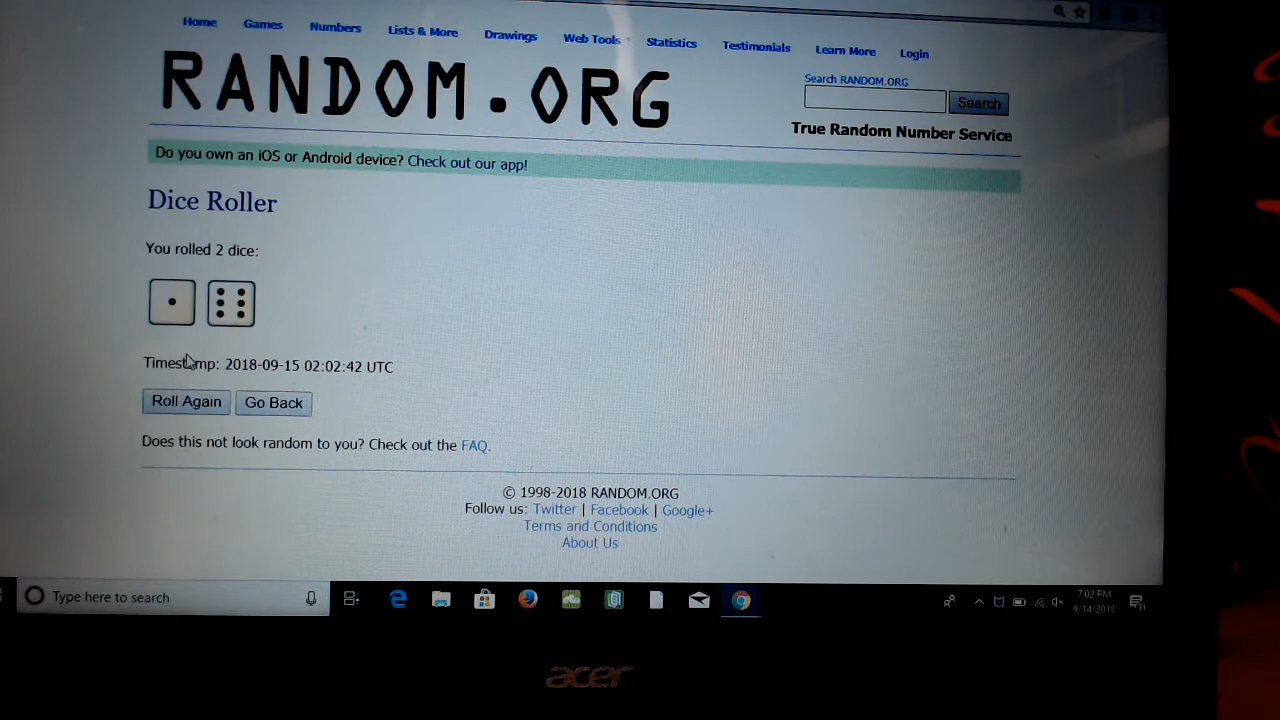 Home Games Numbers Lists & More Drawings Web Tools Statistics Testimonials Learn More Login
RANDOM.ORG
Search RANDOM.ORG
Search
True Random Number Service
Do you own an iOS or Android device? Check out our app!
Dice Roller
You rolled 2 dice:
Timestamp: 2018-09-15 02:02:42 UTC
Roll Again Go Back
Does this not look random to you? Check out the FAQ.
© 1998-2018 RANDOM.ORG
Follow us: Twitter | Facebook | Google+
Terms and Conditions
About Us
Type here to search
7:02 PM
9/14/2018
acer